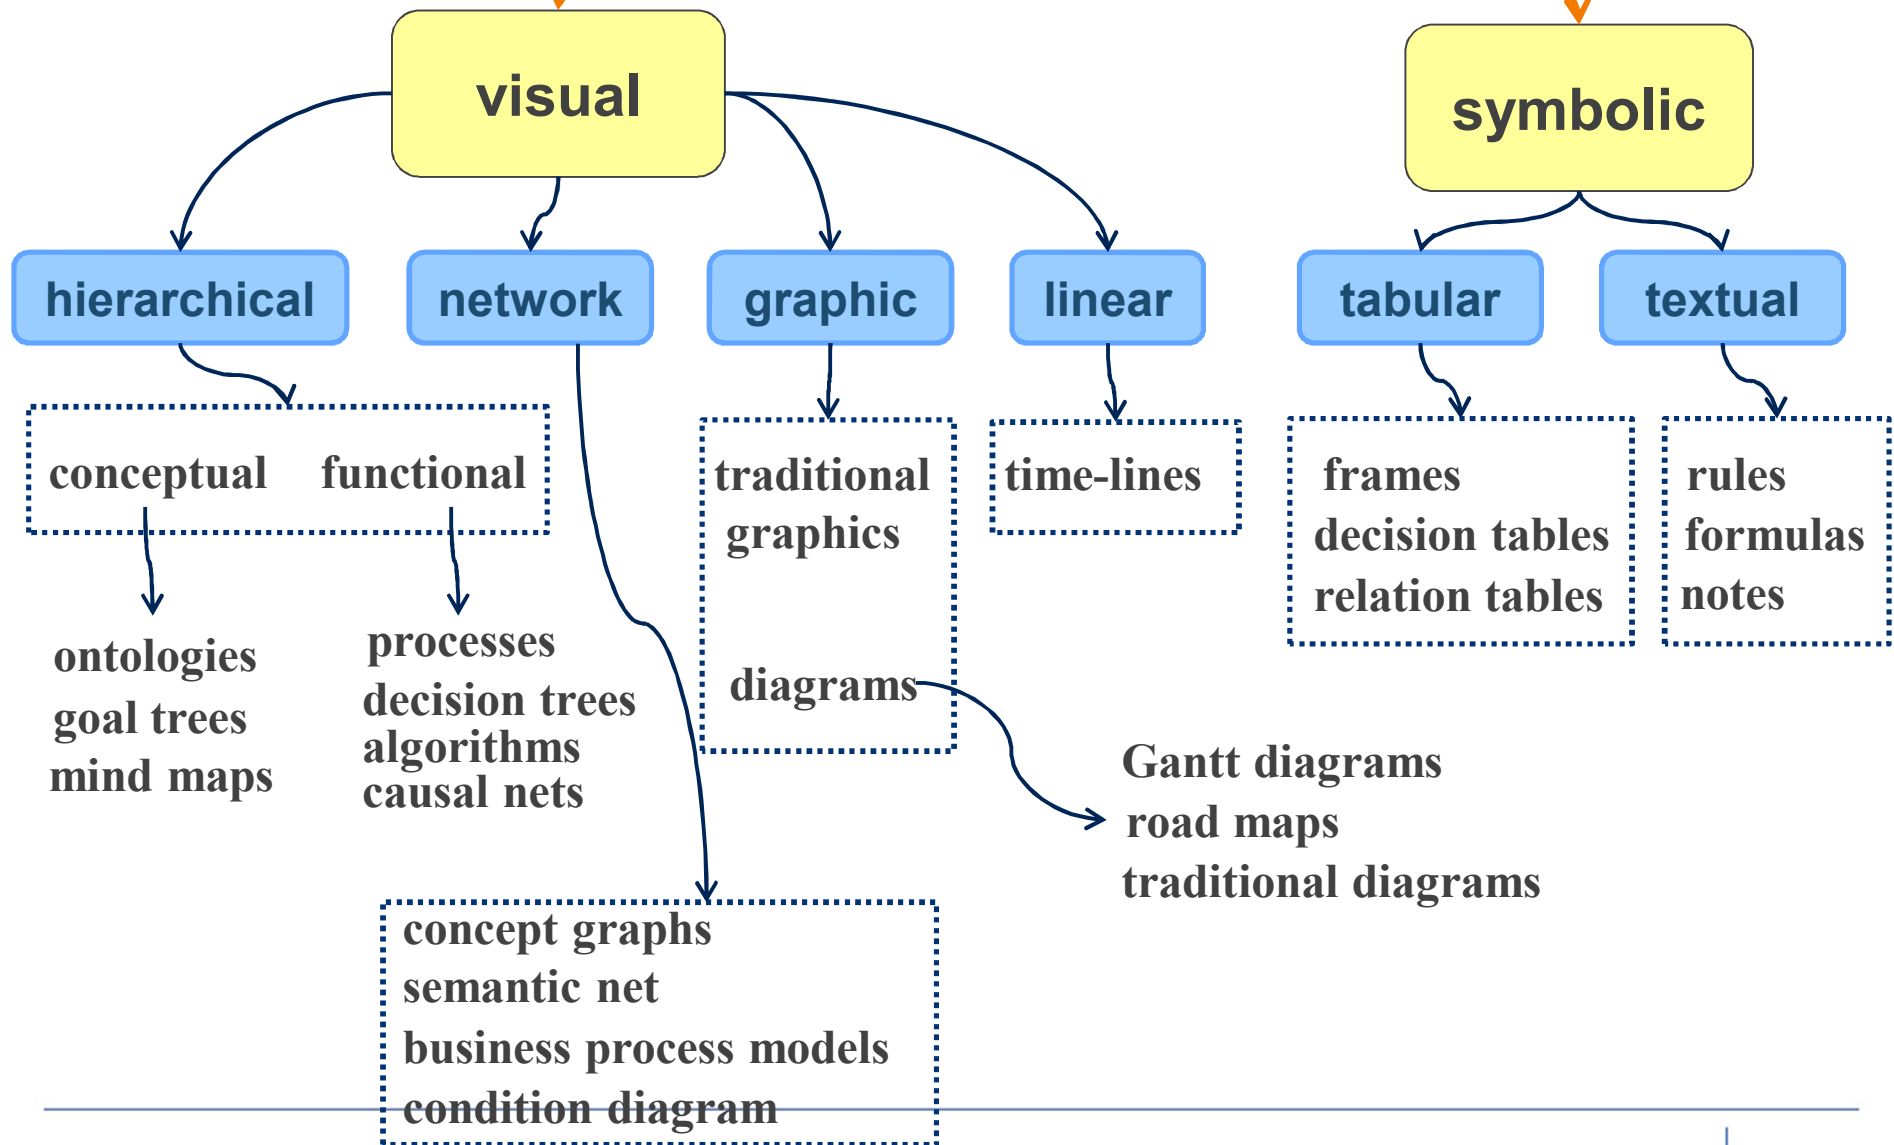 visual
symbolic
hierarchical
network
graphic
linear
tabular
textual
conceptual
functional
traditional
graphics
diagrams
time-lines
frames
decision tables
relation tables
rules
formulas
notes
ontologies
goal trees
mind maps
processes
decision trees
algorithms
causal nets
Gantt diagrams
road maps
traditional diagrams
concept graphs
semantic net
business process models
condition diagram